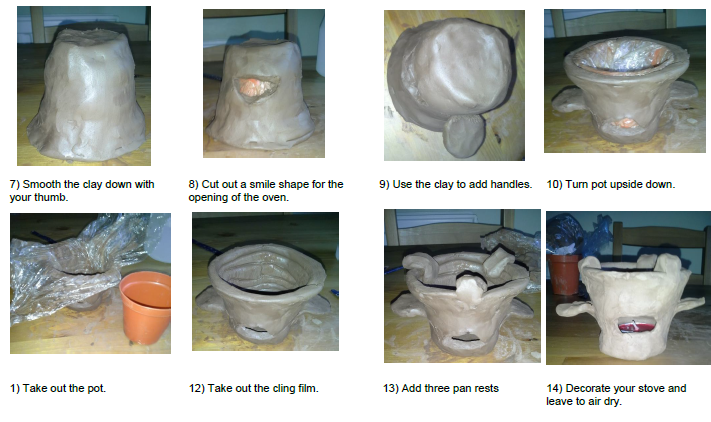 7) Smooth the clay down with
your thumb.
8) Cut out a smile shape for the
opening of the oven.
9) Use the clay to add handles.
10) Turn pot upside down.
1) Take out the pot.
12) Take out the cling film.
13) Add three pan rests
14) Decorate your stove and
leave to air dry.